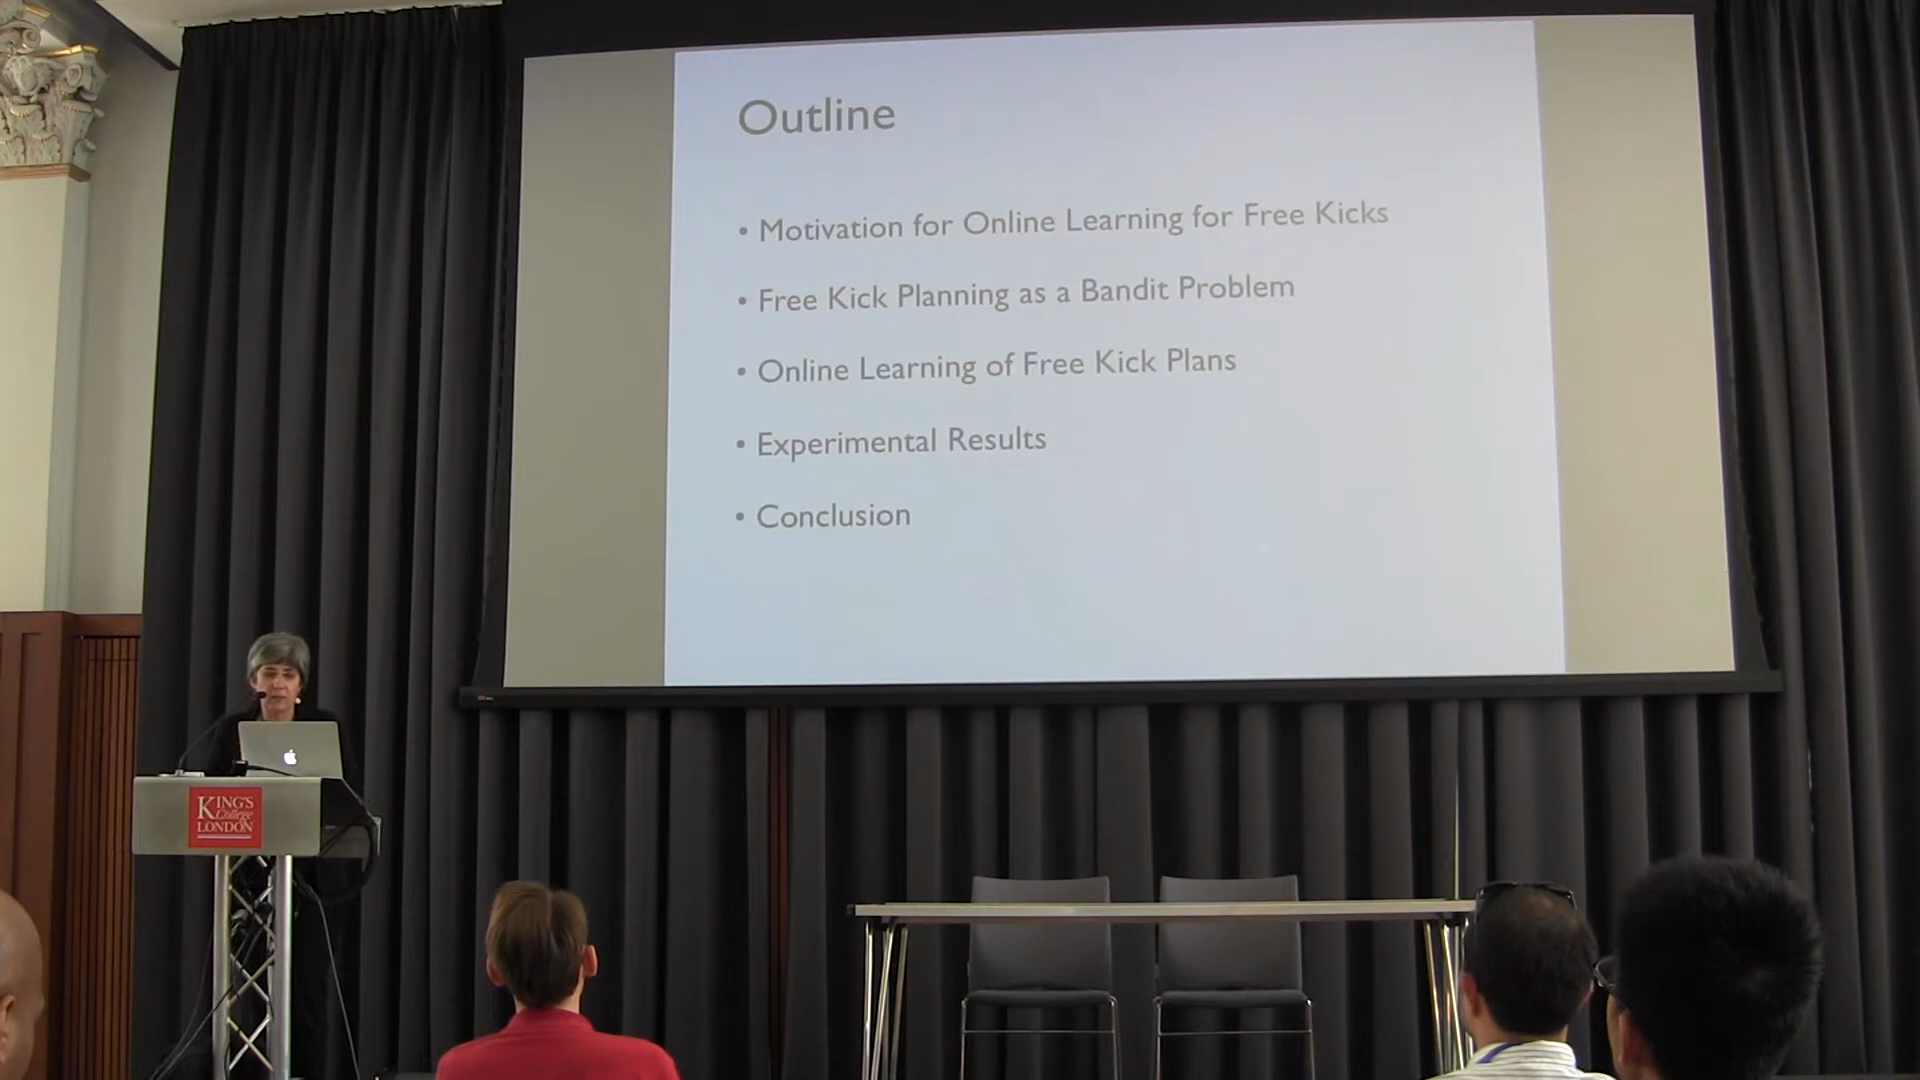 Outline
• Motivation for Online Learning for Free Kicks
• Free Kick Planning as a Bandit Problem
• Online Learning of Free Kick Plans
• Experimental Results
• Conclusion
KING'S
College
LONDON